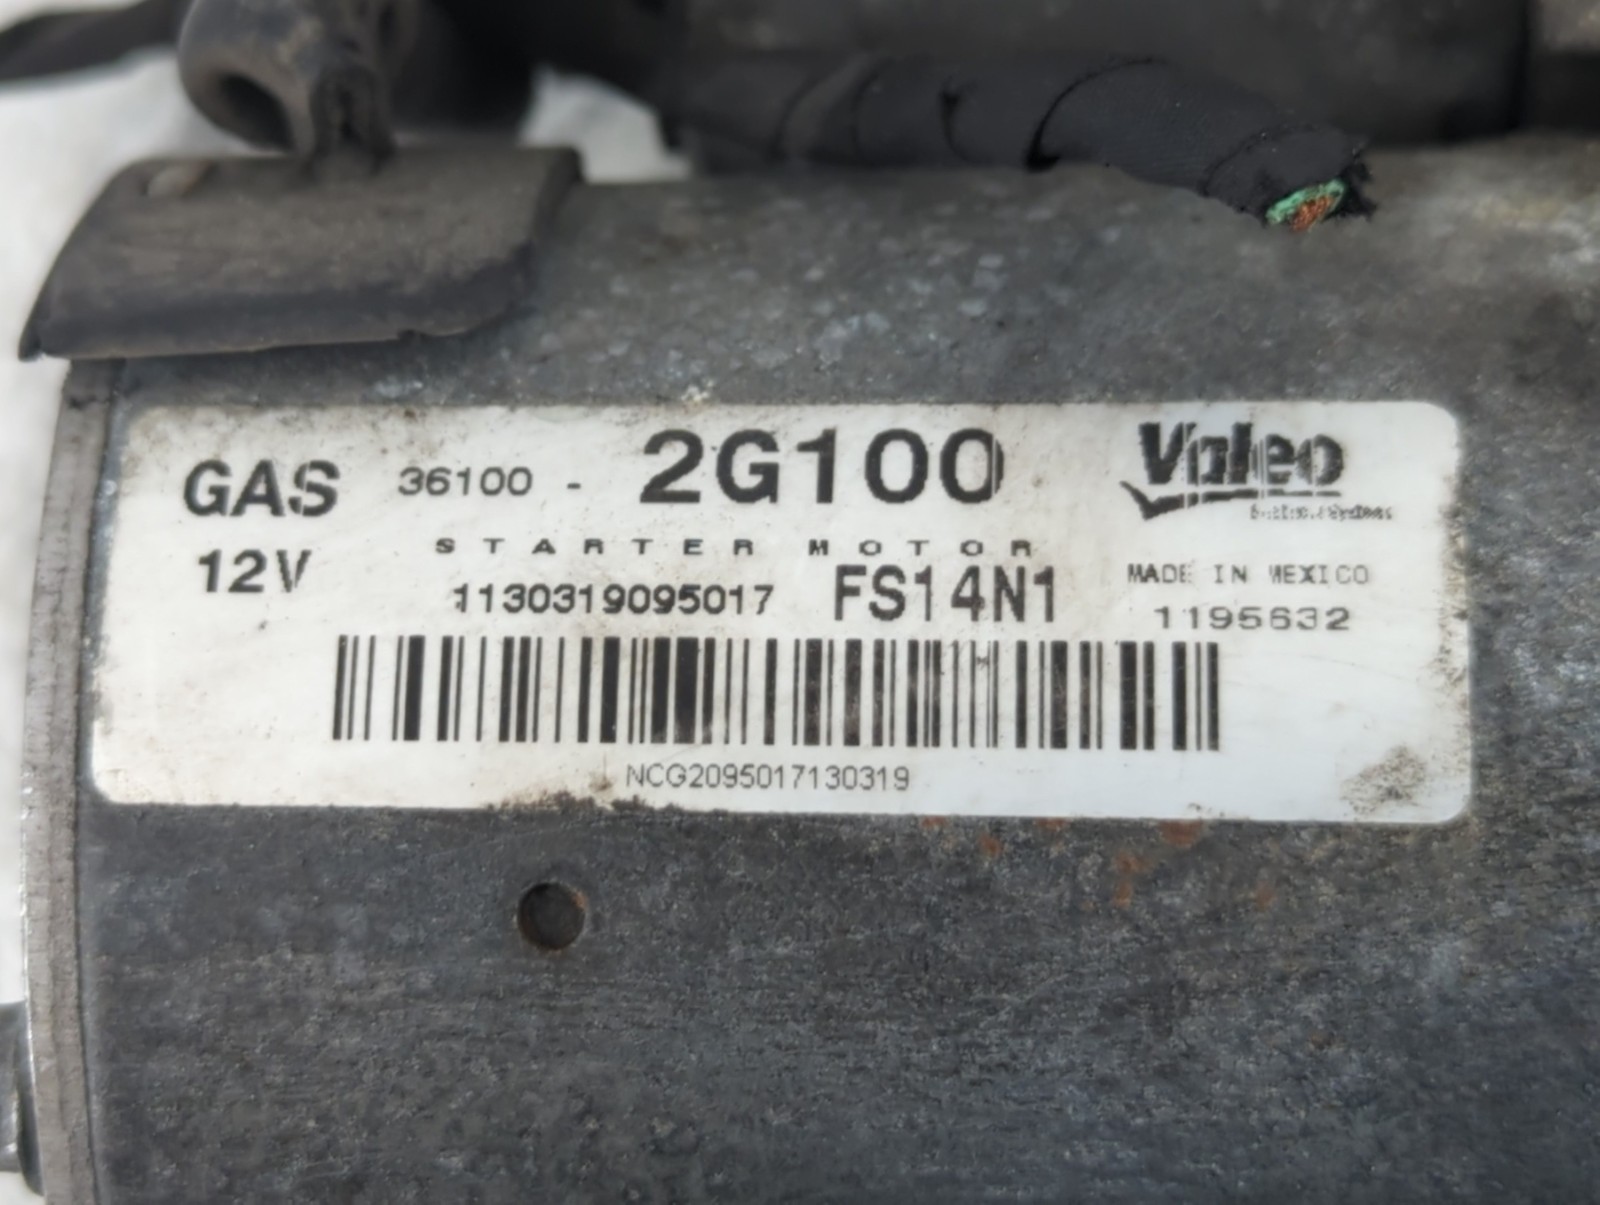 GAS 36100 - 2G100 Valeo
12V STARTER MOTOR
1130319095017 FS14N1 MADE IN MEXICO
1195632
NCG2095017130319